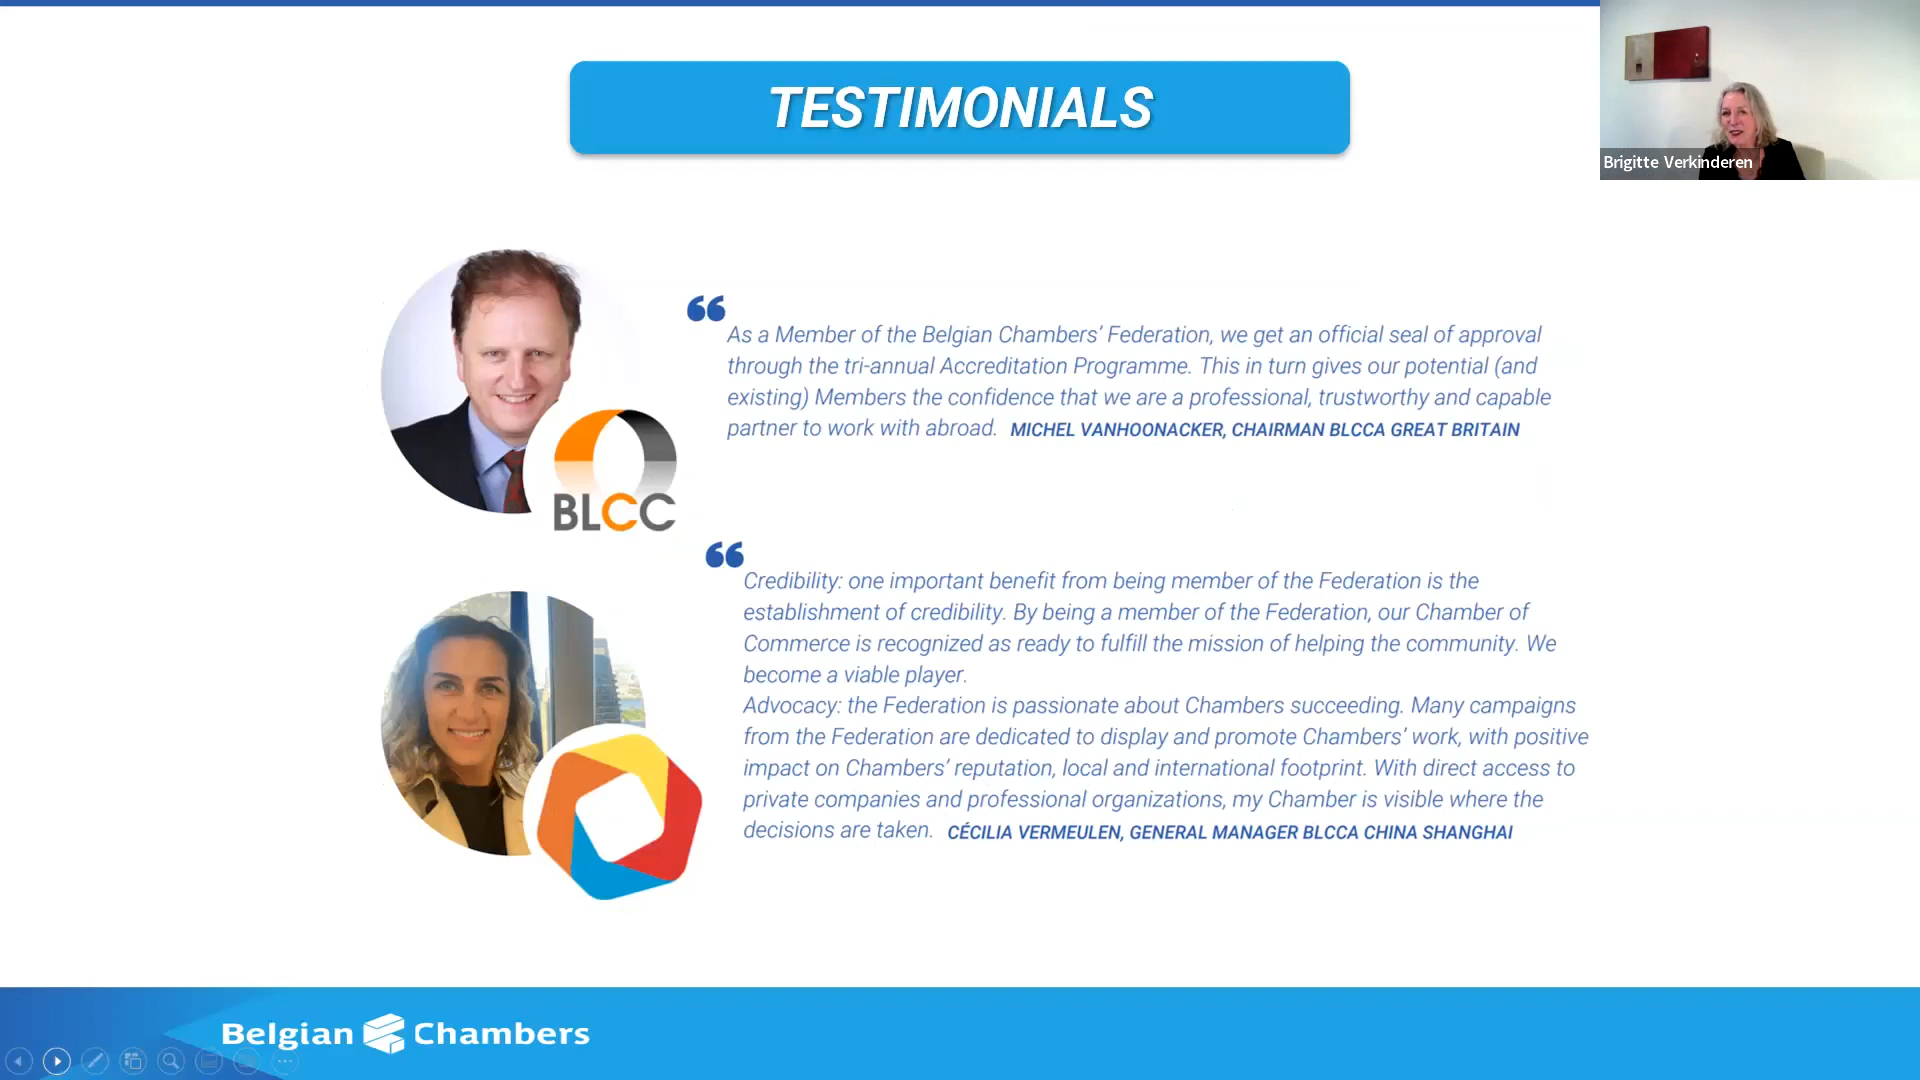 TESTIMONIALS
Brigitte Verkinderen
“
As a Member of the Belgian Chambers’ Federation, we get an official seal of approval
through the tri-annual Accreditation Programme. This in turn gives our potential (and
existing) Members the confidence that we are a professional, trustworthy and capable
partner to work with abroad. MICHEL VANHOONACKER, CHAIRMAN BLCCA GREAT BRITAIN
BLCC
“
Credibility: one important benefit from being member of the Federation is the
establishment of credibility. By being a member of the Federation, our Chamber of
Commerce is recognized as ready to fulfill the mission of helping the community. We
become a viable player.
Advocacy: the Federation is passionate about Chambers succeeding. Many campaigns
from the Federation are dedicated to display and promote Chambers’ work, with positive
impact on Chambers’ reputation, local and international footprint. With direct access to
private companies and professional organizations, my Chamber is visible where the
decisions are taken. CÉCILIA VERMEULEN, GENERAL MANAGER BLCCA CHINA SHANGHAI
Belgian Chambers